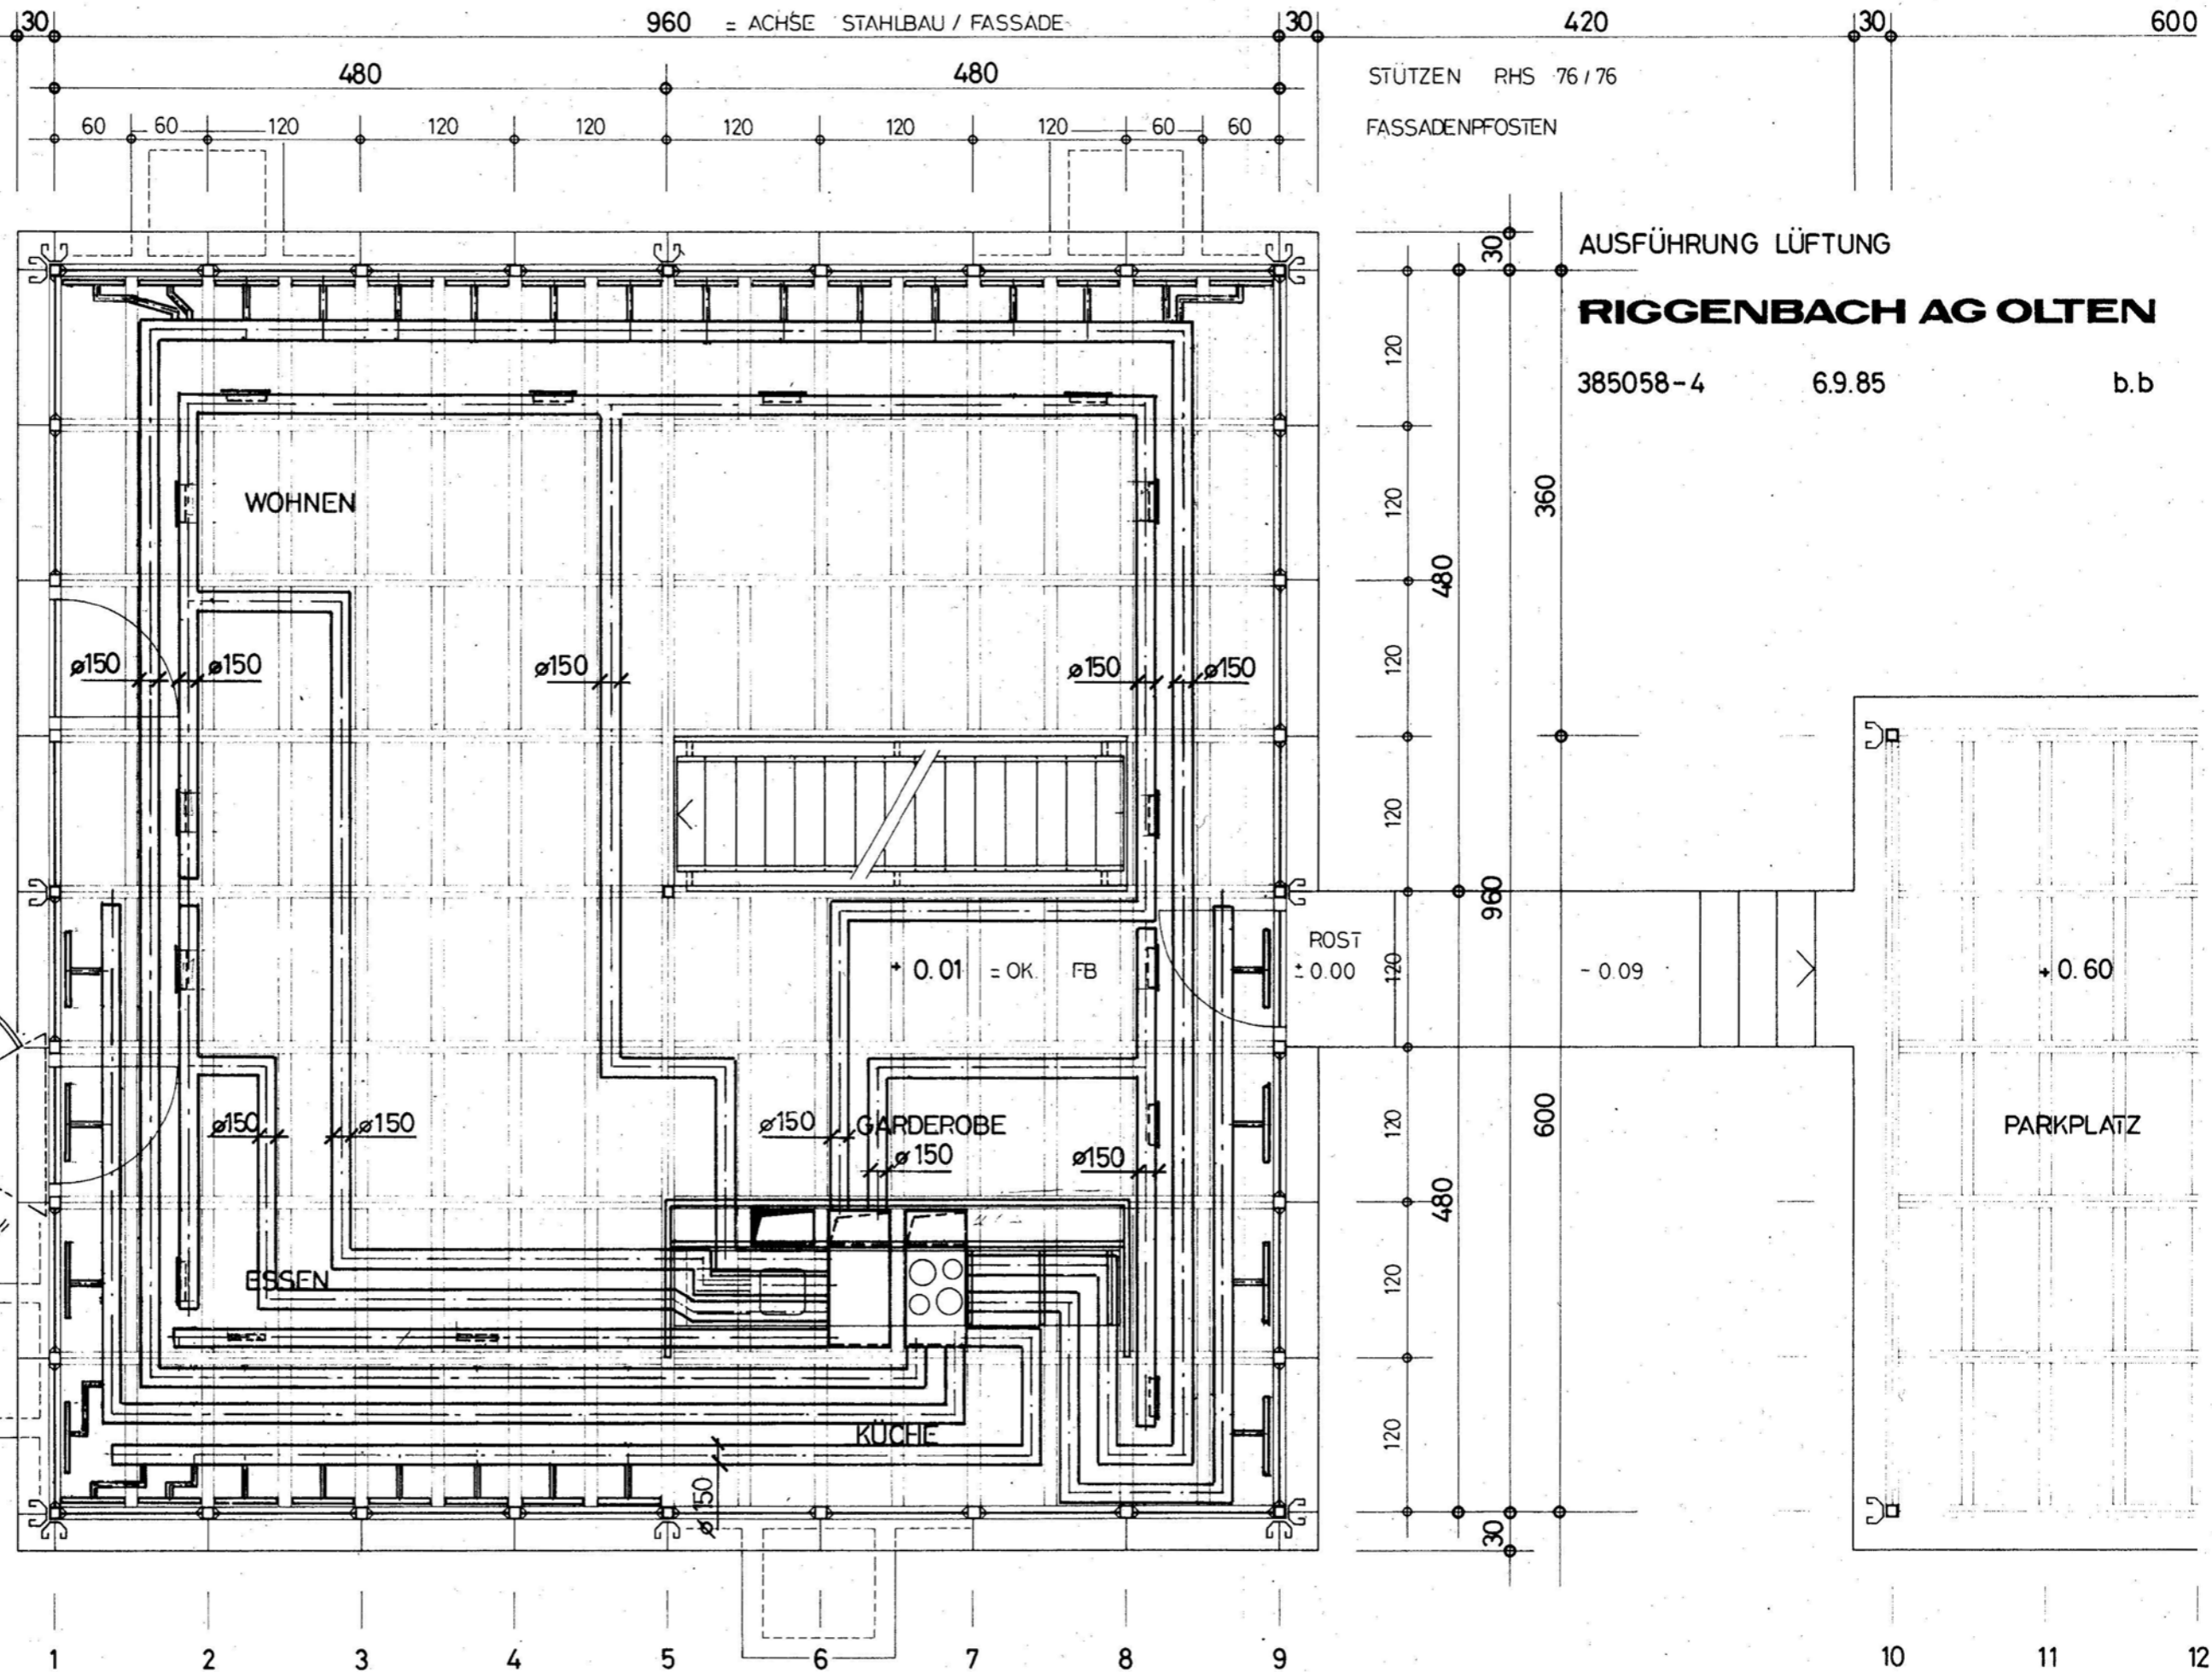 30 960 = ACHSE STAHLBAU / FASSADE 30 420 30 600
480 480
STÜTZEN RHS 76/76
60 60 120 120 120 120 120 120 60 60
FASSADENPFOSTEN
30
AUSFÜHRUNG LÜFTUNG
RIGGENBACH AG OLTEN
385058-4 6.9.85 b.b
120
WOHNEN
120
360
480
ø150 ø150 ø150 ø150 ø150
120
120
960
ROST
+ 0.01 = OK FB
± 0.00
120
- 0.09
+ 0.60
600
ø150 ø150 ø150 GARDEROBE
120
PARKPLATZ
ø150 ø150
480
ESSEN
120
KÜCHE
120
ø150
30
1 2 3 4 5 6 7 8 9 10 11 12